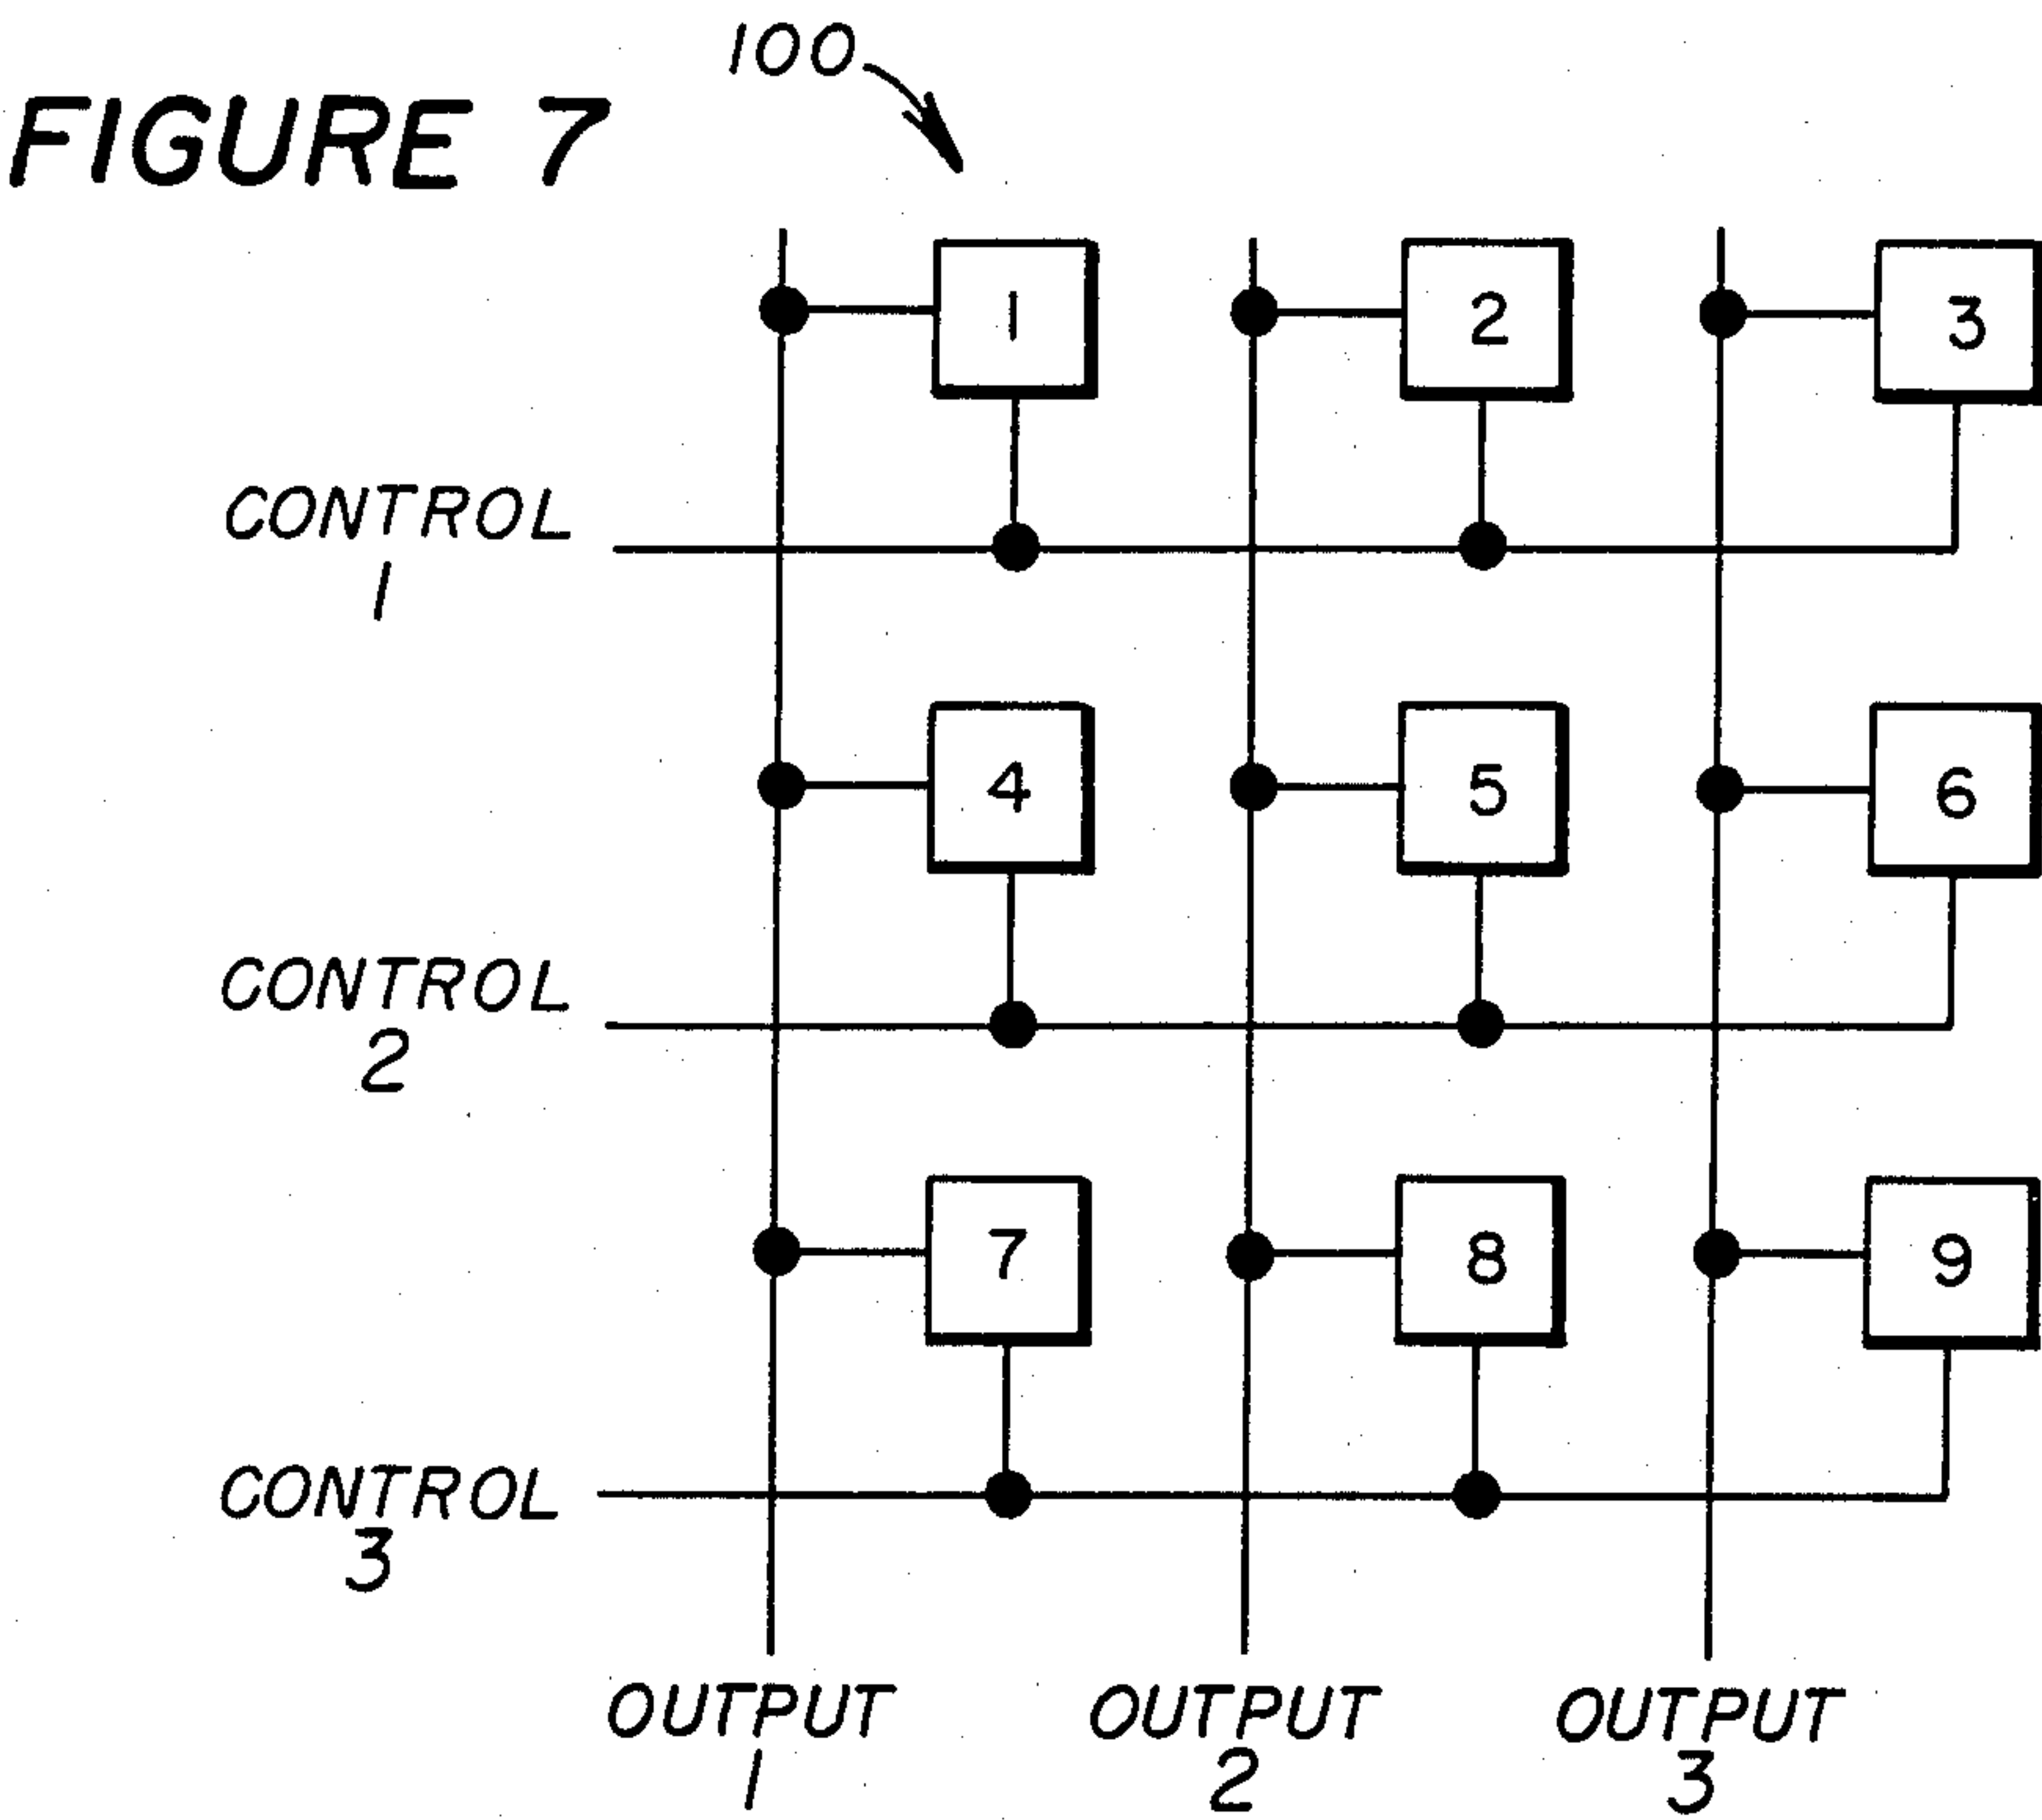 100
FIGURE 7
1 2 3
CONTROL
1
4 5 6
CONTROL
2
7 8 9
CONTROL
3
OUTPUT OUTPUT OUTPUT
1 2 3